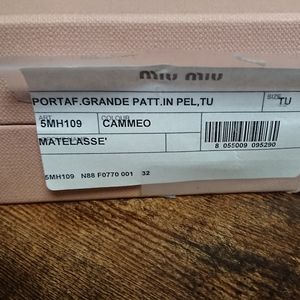 miu miu
PORTAF.GRANDE PATT.IN PEL,TU
SIZE TU
ART COLOUR
5MH109 CAMMEO
MATELASSE'
8 055009 095290
5MH109 N88 F0770 001 32